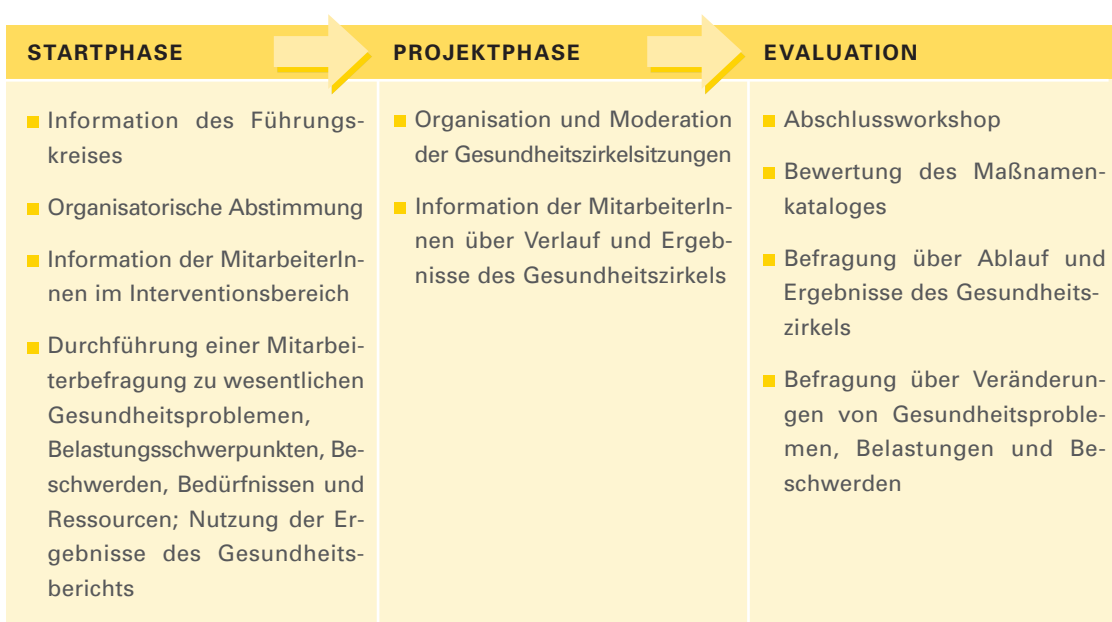 STARTPHASE
Information des Führungs-
kreises
Organisatorische Abstimmung
Information der MitarbeiterIn-
nen im Interventionsbereich
Durchführung einer Mitarbei-
terbefragung zu wesentlichen
Gesundheitsproblemen,
Belastungsschwerpunkten, Be-
schwerden, Bedürfnissen und
Ressourcen; Nutzung der Er-
gebnisse des Gesundheits-
berichts
PROJEKTPHASE
Organisation und Moderation
der Gesundheitszirkelsitzungen
Information der MitarbeiterIn-
nen über Verlauf und Ergeb-
nisse des Gesundheitszirkels
EVALUATION
Abschlussworkshop
Bewertung des Maßnamen-
kataloges
Befragung über Ablauf und
Ergebnisse des Gesundheits-
zirkels
Befragung über Veränderun-
gen von Gesundheitsproble-
men, Belastungen und Be-
schwerden